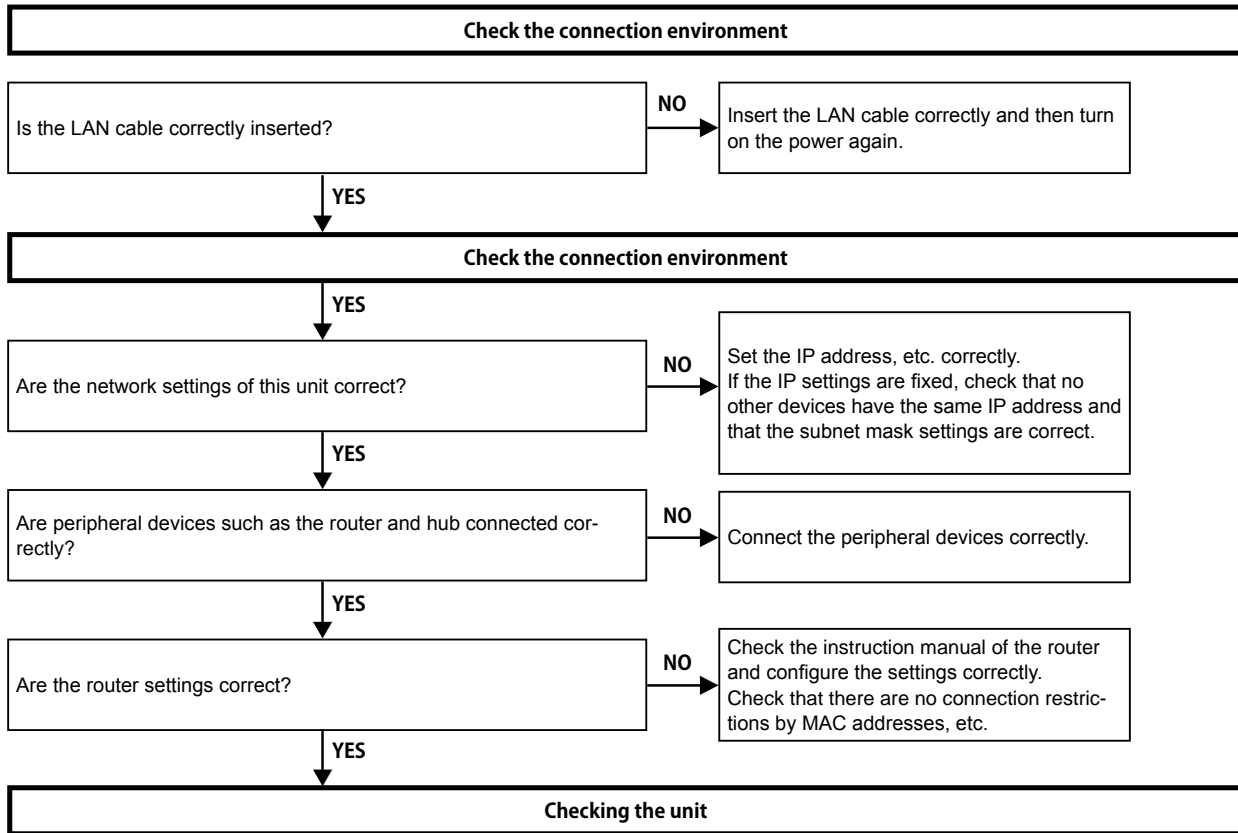 Check the connection environment
Is the LAN cable correctly inserted?
NO
Insert the LAN cable correctly and then turn
on the power again.
YES
Check the connection environment
YES
Are the network settings of this unit correct?
NO
Set the IP address, etc. correctly.
If the IP settings are fixed, check that no
other devices have the same IP address and
that the subnet mask settings are correct.
YES
Are peripheral devices such as the router and hub connected cor-
rectly?
NO
Connect the peripheral devices correctly.
YES
Are the router settings correct?
NO
Check the instruction manual of the router
and configure the settings correctly.
Check that there are no connection restric-
tions by MAC addresses, etc.
YES
Checking the unit